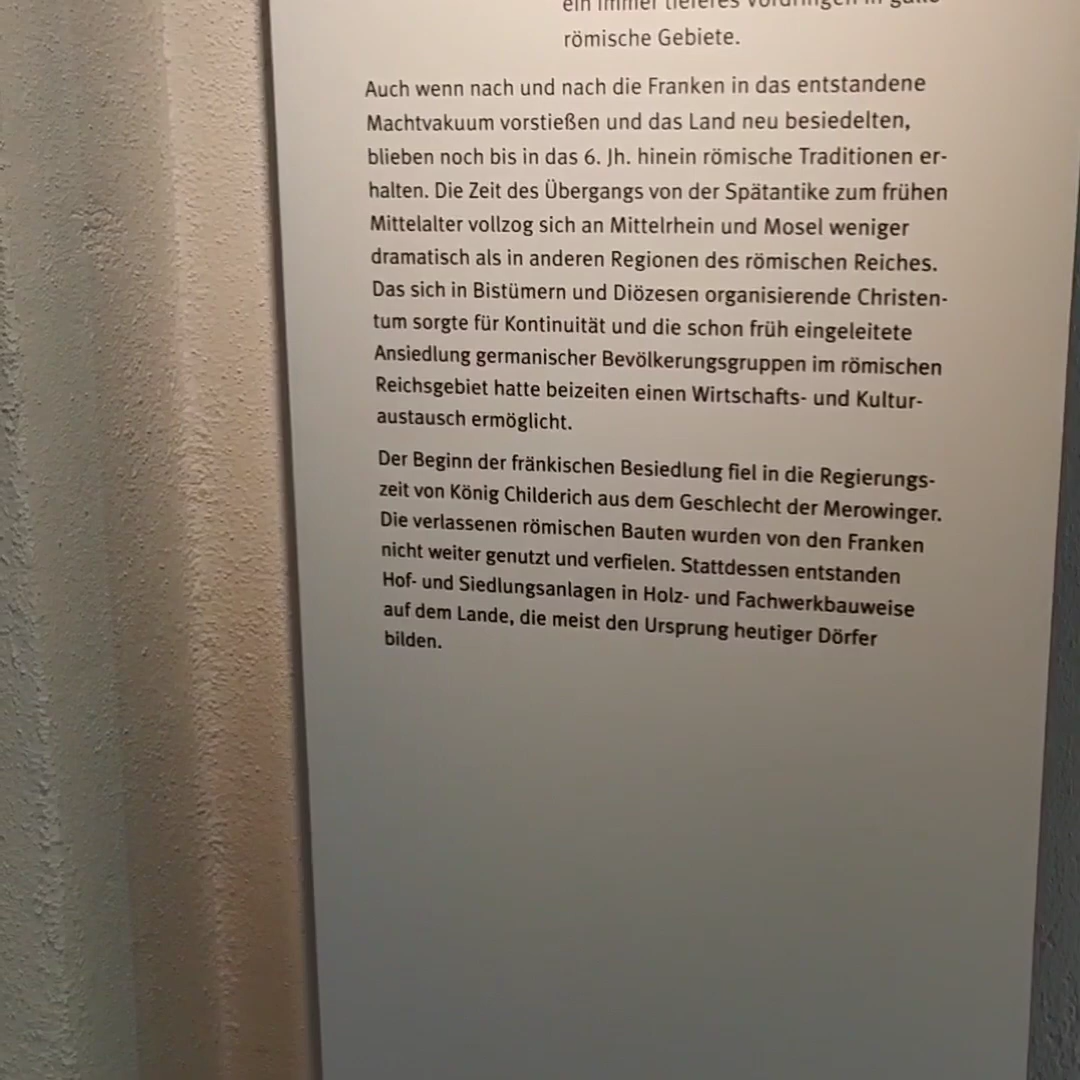 ein immer tieferes Vordringen in gallo-
römische Gebiete.
Auch wenn nach und nach die Franken in das entstandene
Machtvakuum vorstießen und das Land neu besiedelten,
blieben noch bis in das 6. Jh. hinein römische Traditionen er-
halten. Die Zeit des Übergangs von der Spätantike zum frühen
Mittelalter vollzog sich an Mittelrhein und Mosel weniger
dramatisch als in anderen Regionen des römischen Reiches.
Das sich in Bistümern und Diözesen organisierende Christen-
tum sorgte für Kontinuität und die schon früh eingeleitete
Ansiedlung germanischer Bevölkerungsgruppen im römischen
Reichsgebiet hatte beizeiten einen Wirtschafts- und Kultur-
austausch ermöglicht.
Der Beginn der fränkischen Besiedlung fiel in die Regierungs-
zeit von König Childerich aus dem Geschlecht der Merowinger.
Die verlassenen römischen Bauten wurden von den Franken
nicht weiter genutzt und verfielen. Stattdessen entstanden
Hof- und Siedlungsanlagen in Holz- und Fachwerkbauweise
auf dem Lande, die meist den Ursprung heutiger Dörfer
bilden.